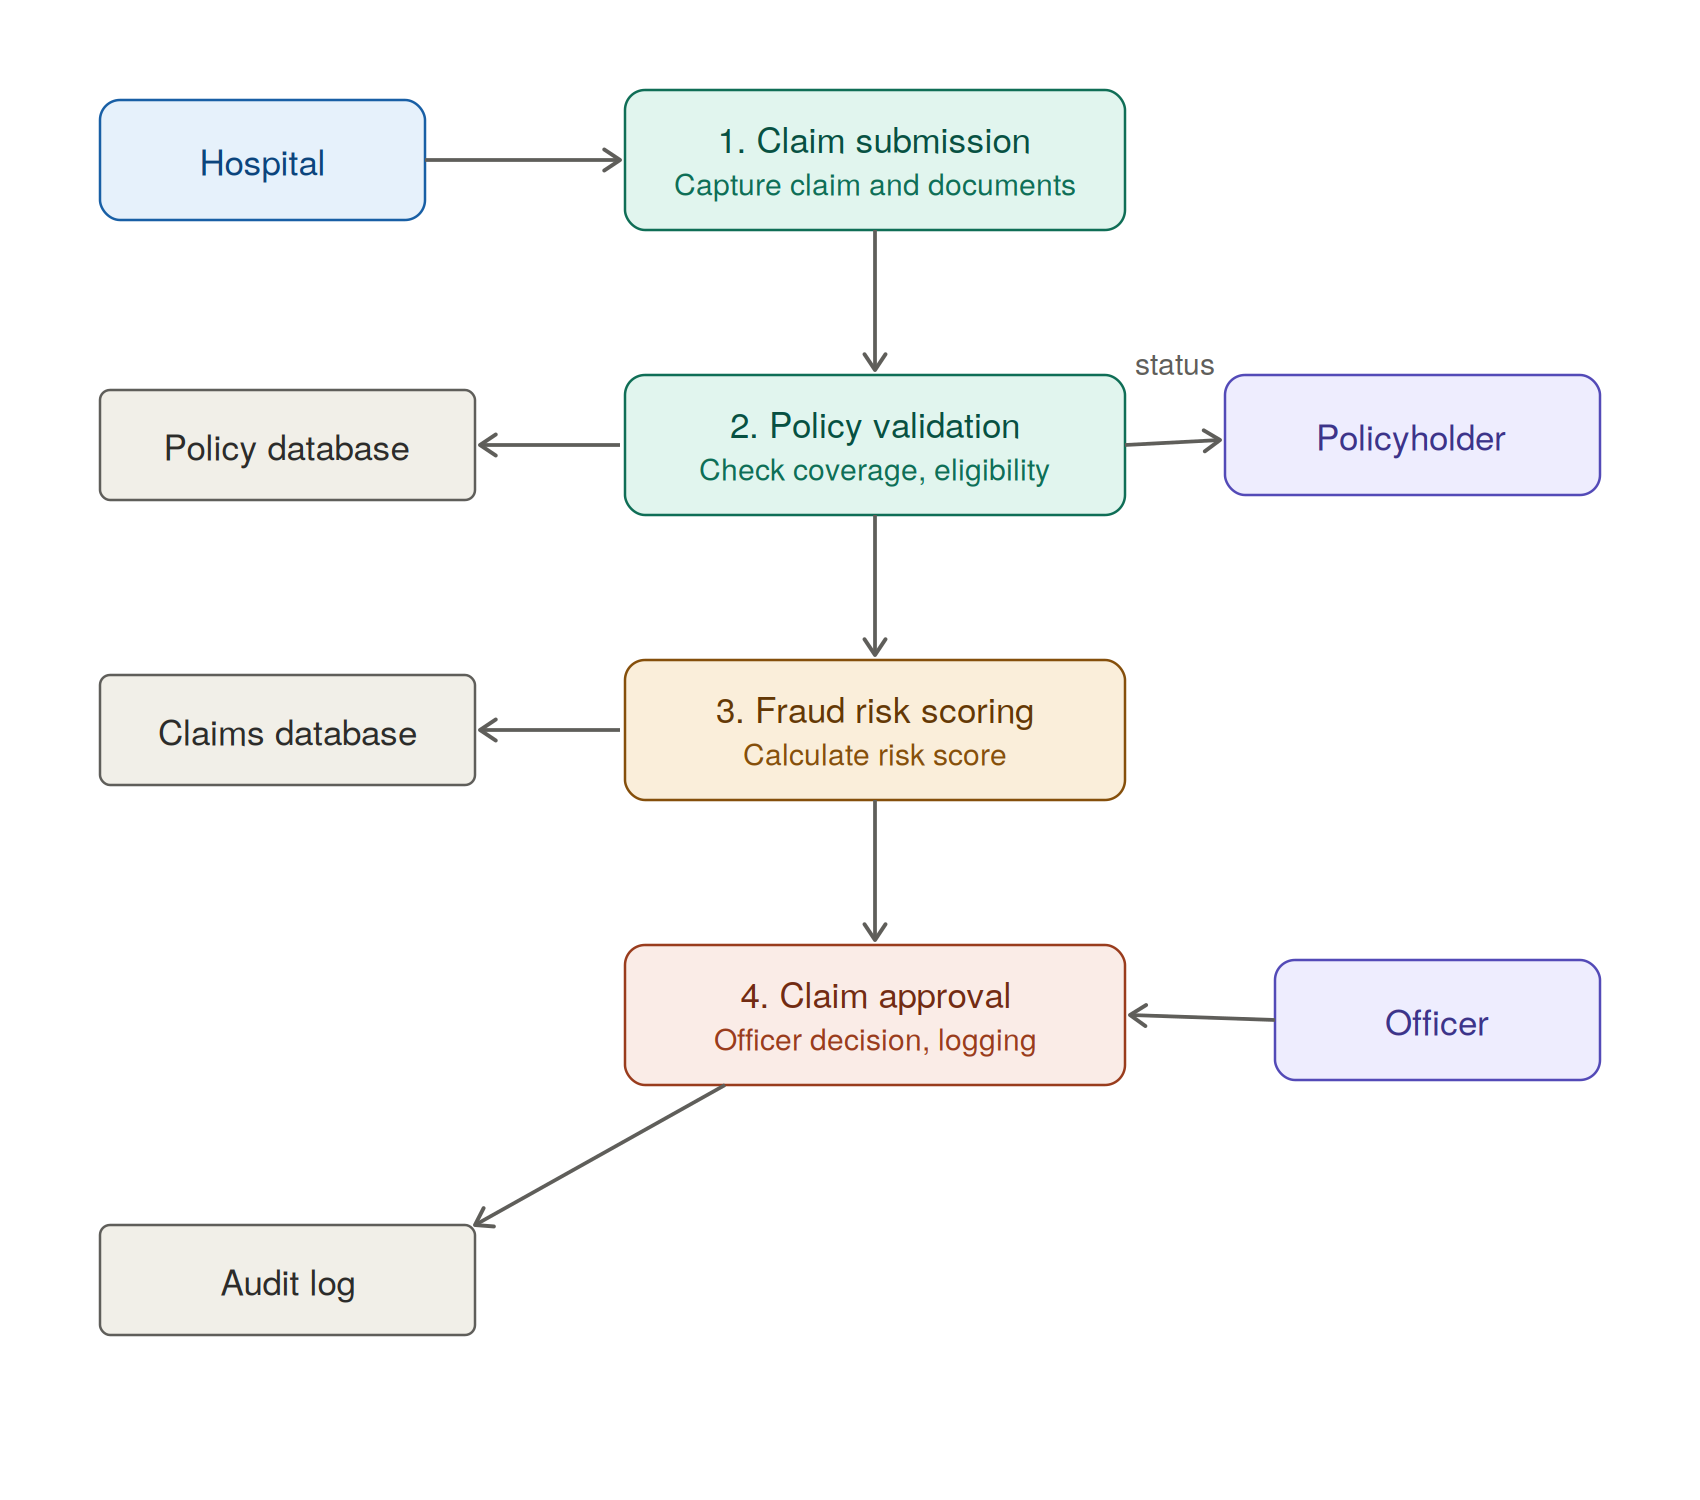 Hospital
1. Claim submission
Capture claim and documents
status
Policy database
2. Policy validation
Check coverage, eligibility
Policyholder
Claims database
3. Fraud risk scoring
Calculate risk score
4. Claim approval
Officer decision, logging
Officer
Audit log